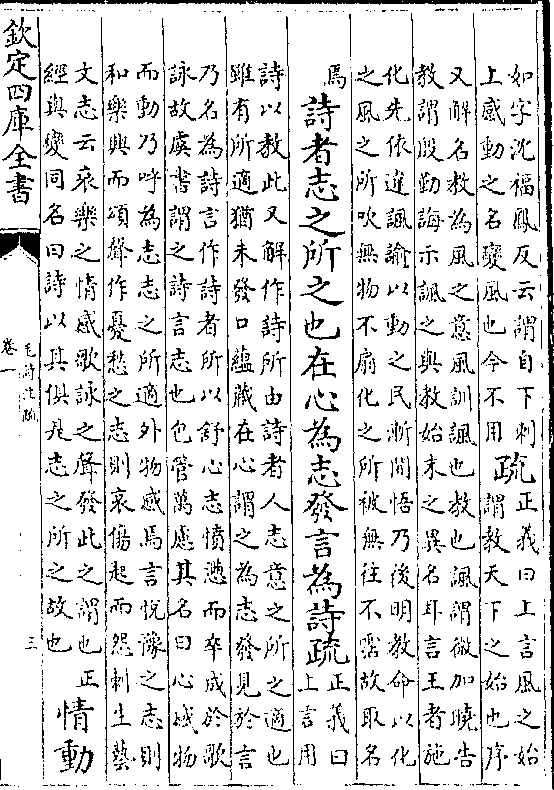 如字沈福鳳反云謂自下刺
上感動之名變風也今不用
疏
正義曰上言風之始
謂教天下之始也序
又解名教為風之意風訓諷也教也諷謂微加曉告
教謂殷勤誨示諷之與教始末之異名耳言王者施
化先依違諷諭以動之民漸開悟乃後明教命以化
之風之所吹無物不扇化之所被無往不霑故取名
焉
詩者志之所之也在心為志發言為詩疏
正義曰
上言用
詩以教此又解作詩所由詩者人志意之所之適也
雖有所適猶未發口蘊藏在心謂之為志發見於言
乃名為詩言作詩者所以舒心志憤懣而卒成於歌
詠故虞書謂之詩言志也包管萬慮其名曰心感物
而動乃呼為志志之所適外物感焉言悅豫之志則
和樂興而頌聲作憂愁之志則哀傷起而怨刺生藝
文志云哀樂之情感歌詠之聲發此之謂也正
經與變同名曰詩以其俱是志之所之故也
情動
欽定四庫全書
毛詩注疏
卷一
三